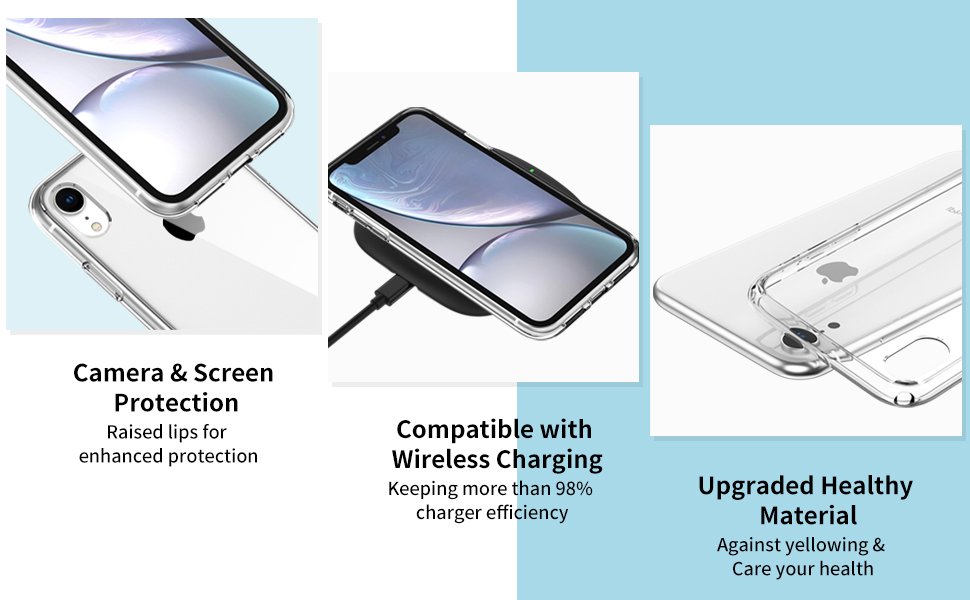 Camera & Screen
Protection
Raised lips for
enhanced protection
Compatible with
Wireless Charging
Keeping more than 98%
charger efficiency
Upgraded Healthy
Material
Against yellowing &
Care your health